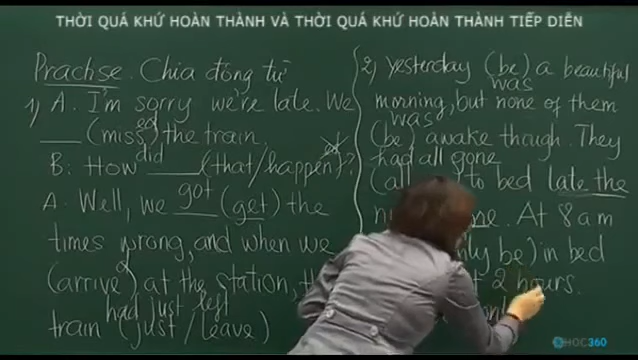 THỜI QUÁ KHỨ HOÀN THÀNH VÀ THỜI QUÁ KHỨ HOÀN THÀNH TIẾP DIỄN
Practise. Chia động từ
1) A. I'm sorry we're late. We
ed
___ (miss) the train.
did
B: How ___ (that/happen)?
got
A. Well, we ___ (get) the
times wrong, and when we
d
(arrive) at the station, the
had just left
train (just/leave)
2) yesterday (be) a beautiful
was
morning, but none of them
was
(be) awake though. They
had all gone
to bed late the
At 8 am
be) in bed
2 hours.
HOC360